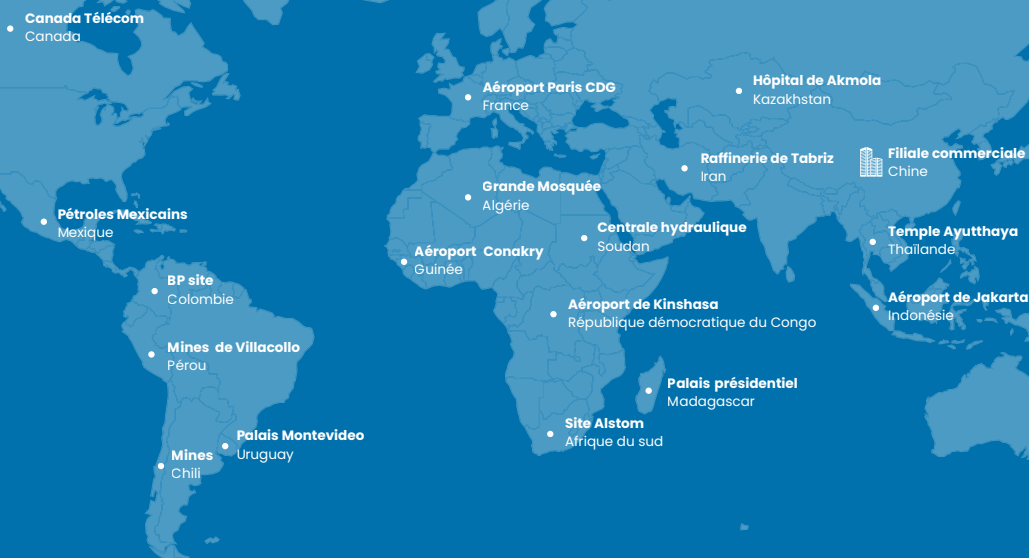 Canada Télécom
Canada
Aéroport Paris CDG
France
Hôpital de Akmola
Kazakhstan
Raffinerie de Tabriz
Iran
Filiale commerciale
Chine
Grande Mosquée
Algérie
Pétroles Mexicains
Mexique
Centrale hydraulique
Soudan
Temple Ayutthaya
Thaïlande
Aéroport Conakry
Guinée
BP site
Colombie
Aéroport de Kinshasa
République démocratique du Congo
Aéroport de Jakarta
Indonésie
Mines de Villacollo
Pérou
Palais présidentiel
Madagascar
Site Alstom
Afrique du sud
Palais Montevideo
Uruguay
Mines
Chili